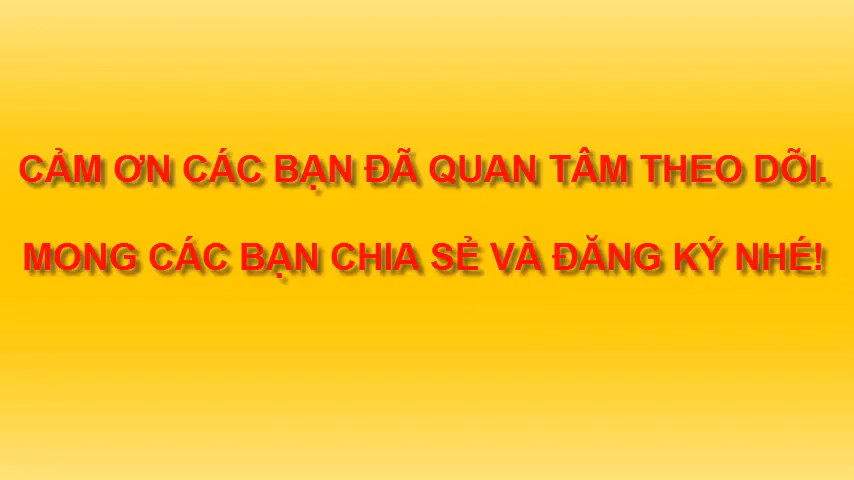 CẢM ƠN CÁC BẠN ĐÃ QUAN TÂM THEO DÕI.
MONG CÁC BẠN CHIA SẺ VÀ ĐĂNG KÝ NHÉ!